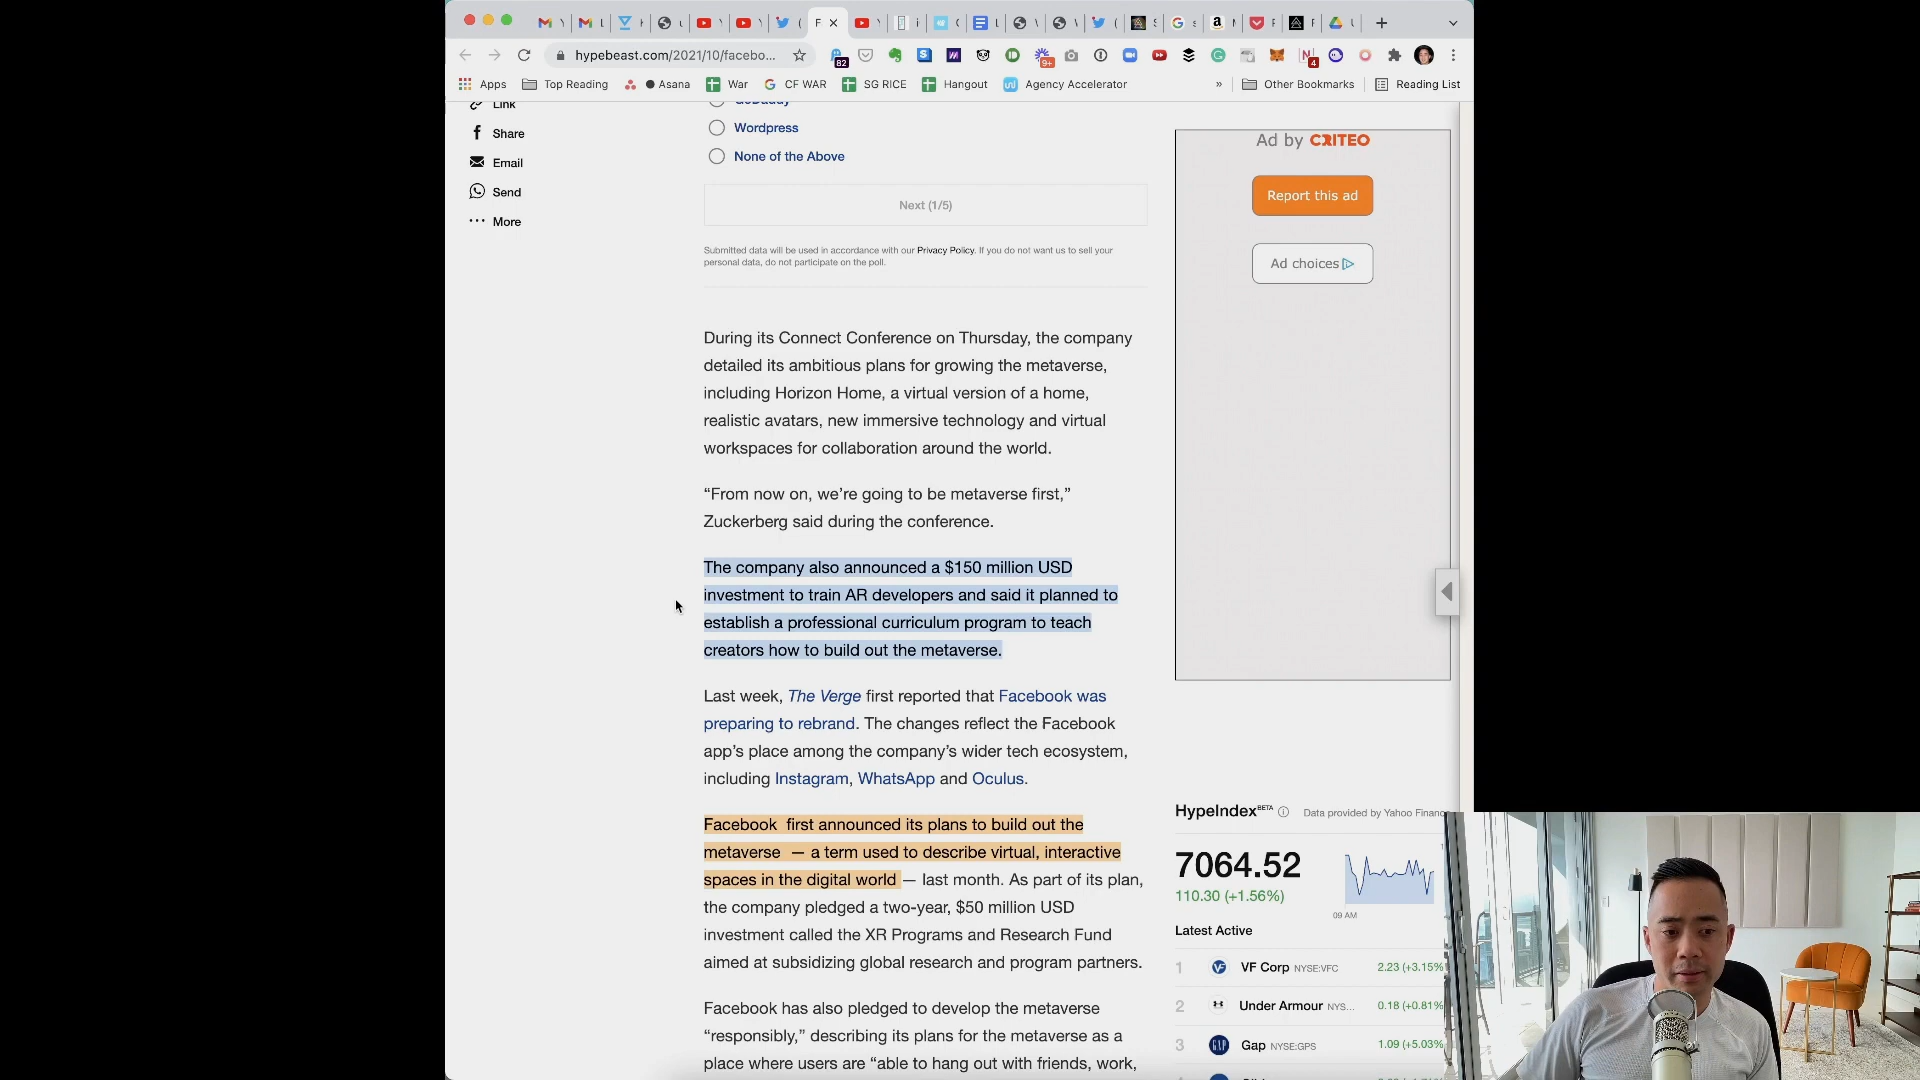 hypebeast.com/2021/10/facebo...
82
9+
4
Apps
Top Reading
Asana
War
CF WAR
SG RICE
Hangout
Agency Accelerator
»
Other Bookmarks
Reading List
Link
Share
Email
Send
More
GoDaddy
Wordpress
None of the Above
Next (1/5)
Submitted data will be used in accordance with our Privacy Policy. If you do not want us to sell your
personal data, do not participate on the poll.
During its Connect Conference on Thursday, the company
detailed its ambitious plans for growing the metaverse,
including Horizon Home, a virtual version of a home,
realistic avatars, new immersive technology and virtual
workspaces for collaboration around the world.
“From now on, we’re going to be metaverse first,”
Zuckerberg said during the conference.
The company also announced a $150 million USD
investment to train AR developers and said it planned to
establish a professional curriculum program to teach
creators how to build out the metaverse.
Last week, The Verge first reported that Facebook was
preparing to rebrand. The changes reflect the Facebook
app’s place among the company’s wider tech ecosystem,
including Instagram, WhatsApp and Oculus.
Facebook first announced its plans to build out the
metaverse — a term used to describe virtual, interactive
spaces in the digital world — last month. As part of its plan,
the company pledged a two-year, $50 million USD
investment called the XR Programs and Research Fund
aimed at subsidizing global research and program partners.
Facebook has also pledged to develop the metaverse
“responsibly,” describing its plans for the metaverse as a
place where users are “able to hang out with friends, work,
Ad by CRITEO
Report this ad
Ad choices
HypeIndex BETA Data provided by Yahoo Financ
7064.52
110.30 (+1.56%)
09 AM
Latest Active
1 VF Corp NYSE:VFC 2.23 (+3.15%
2 Under Armour NYS... 0.18 (+0.81%
3 GAP Gap NYSE:GPS 1.09 (+5.03%